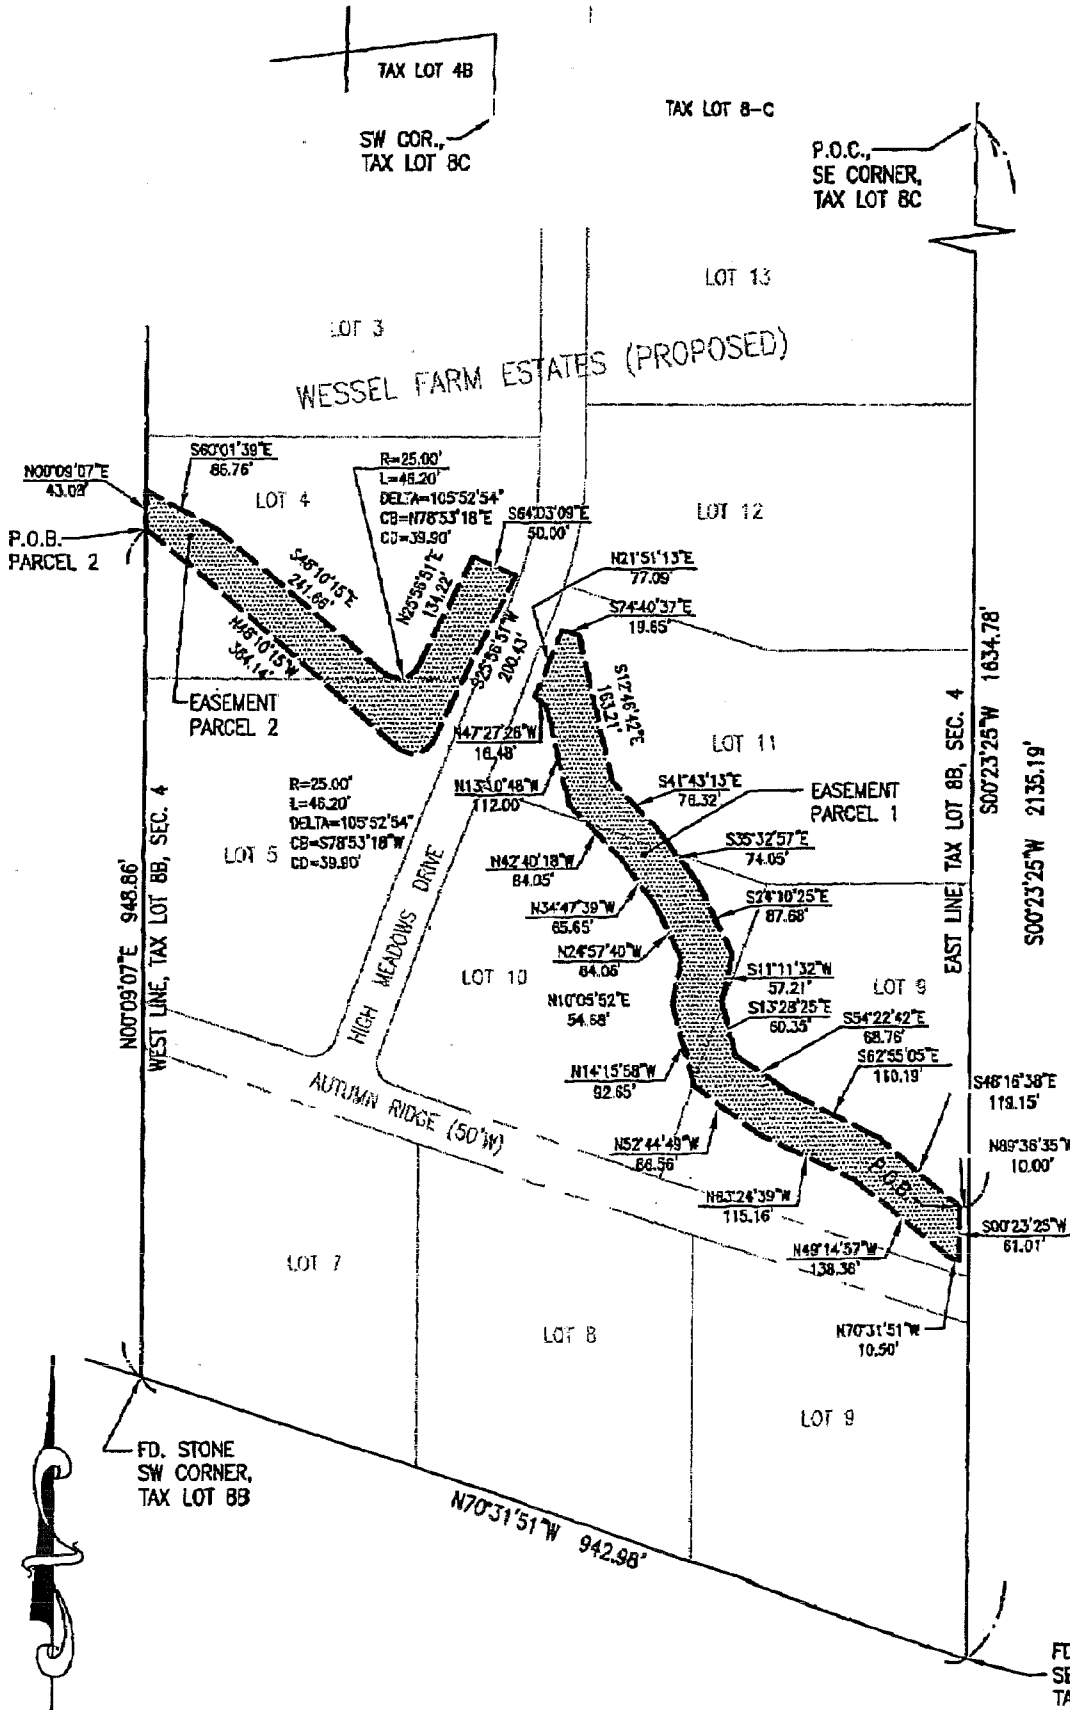 TAX LOT 4B
TAX LOT 8-C
SW COR.,
TAX LOT 8C
P.O.C.,
SE CORNER,
TAX LOT 8C
LOT 13
LOT 3
WESSEL FARM ESTATES (PROPOSED)
N00°09'07"E
43.08'
S60°01'39"E
86.76'
LOT 4
R=25.00'
L=46.20'
DELTA=105°52'54"
CB=N78°53'18"E
CD=39.90'
S64°03'09"E
50.00'
LOT 12
P.O.B.
PARCEL 2
S48°10'15"E
241.66'
N25°56'51"E
134.22'
N21°51'13"E
77.09'
S74°40'37"E
19.65'
N48°10'15"W
364.14'
S25°56'51"W
200.43'
S12°46'42"E
163.21'
EASEMENT
PARCEL 2
N47°27'26"W
16.48'
LOT 11
N13°10'48"W
112.00'
S41°43'13"E
76.32'
EASEMENT
PARCEL 1
R=25.00'
L=46.20'
DELTA=105°52'54"
CB=S78°53'18"W
CD=39.90'
LOT 5
N42°40'18"W
84.05'
S35°32'57"E
74.05'
N34°47'39"W
65.65'
S24°10'25"E
87.68'
N24°57'40"W
64.06'
S11°11'32"W
57.21'
LOT 10
N10°05'52"E
54.68'
S13°28'25"E
60.35'
LOT 9
S54°22'42"E
68.76'
S62°55'05"E
110.19'
N14°15'58"W
92.65'
S48°16'38"E
119.15'
N52°44'49"W
86.56'
N89°36'35"W
10.00'
P.O.B.
N63°24'39"W
115.16'
S00°23'25"W
61.01'
N49°14'57"W
138.36'
N70°31'51"W
10.50'
HIGH MEADOWS DRIVE
AUTUMN RIDGE (50'W)
N00°09'07"E 948.86'
WEST LINE, TAX LOT 8B, SEC. 4
EAST LINE, TAX LOT 8B, SEC. 4
S00°23'25"W 1634.78'
S00°23'25"W 2135.19'
LOT 7
LOT 8
LOT 9
FD. STONE
SW CORNER,
TAX LOT 8B
N70°31'51"W 942.98'